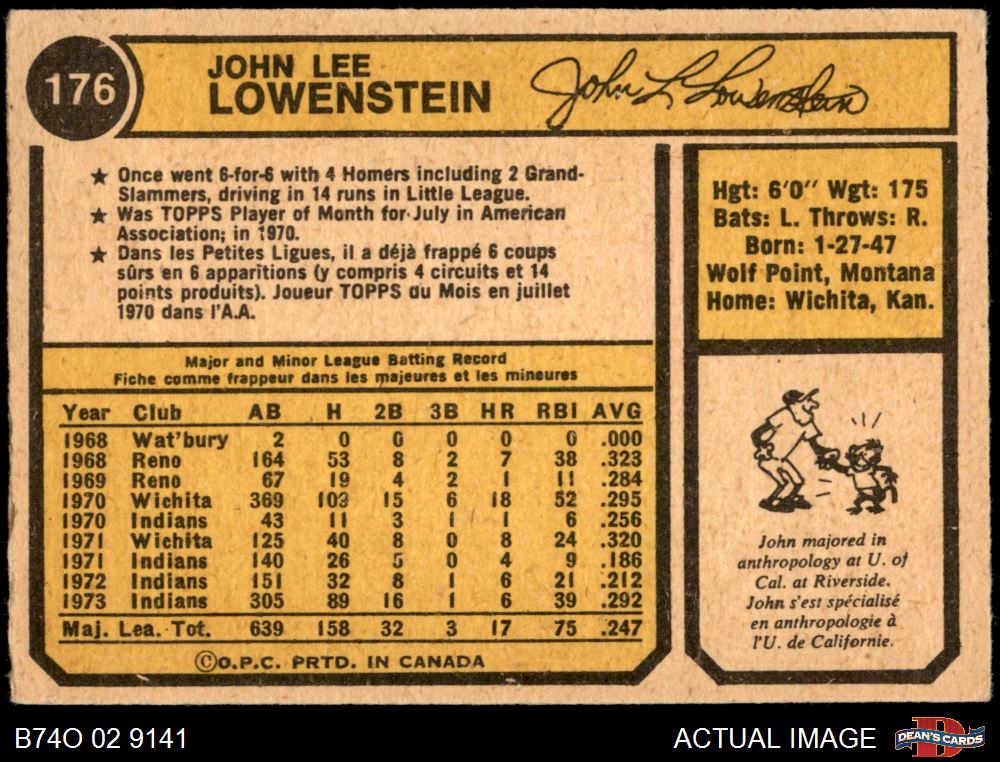 176
JOHN LEE
LOWENSTEIN
John L Lowenstein
★ Once went 6-for-6 with 4 Homers including 2 Grand-
Slammers, driving in 14 runs in Little League.
★ Was TOPPS Player of Month for July in American
Association; in 1970.
★ Dans les Petites Ligues, il a déjà frappé 6 coups
sûrs en 6 apparitions (y compris 4 circuits et 14
points produits). Joueur TOPPS du Mois en juillet
1970 dans l'A.A.
Hgt: 6'0" Wgt: 175
Bats: L. Throws: R.
Born: 1-27-47
Wolf Point, Montana
Home: Wichita, Kan.
Major and Minor League Batting Record
Fiche comme frappeur dans les majeures et les mineures
Year Club AB H 2B 3B HR RBI AVG
1968 Wat'bury 2 0 0 0 0 0 .000
1968 Reno 164 53 8 2 7 38 .323
1969 Reno 67 19 4 2 1 11 .284
1970 Wichita 369 109 15 6 18 52 .295
1970 Indians 43 11 3 1 1 6 .256
1971 Wichita 125 40 8 0 8 24 .320
1971 Indians 140 26 5 0 4 9 .186
1972 Indians 151 32 8 1 6 21 .212
1973 Indians 305 89 16 1 6 39 .292
Maj. Lea. Tot. 639 158 32 3 17 75 .247
©O.P.C. PRTD. IN CANADA
John majored in
anthropology at U. of
Cal. at Riverside.
John s'est spécialisé
en anthropologie à
l'U. de Californie.
B74O 02 9141
ACTUAL IMAGE
DEAN'S CARDS